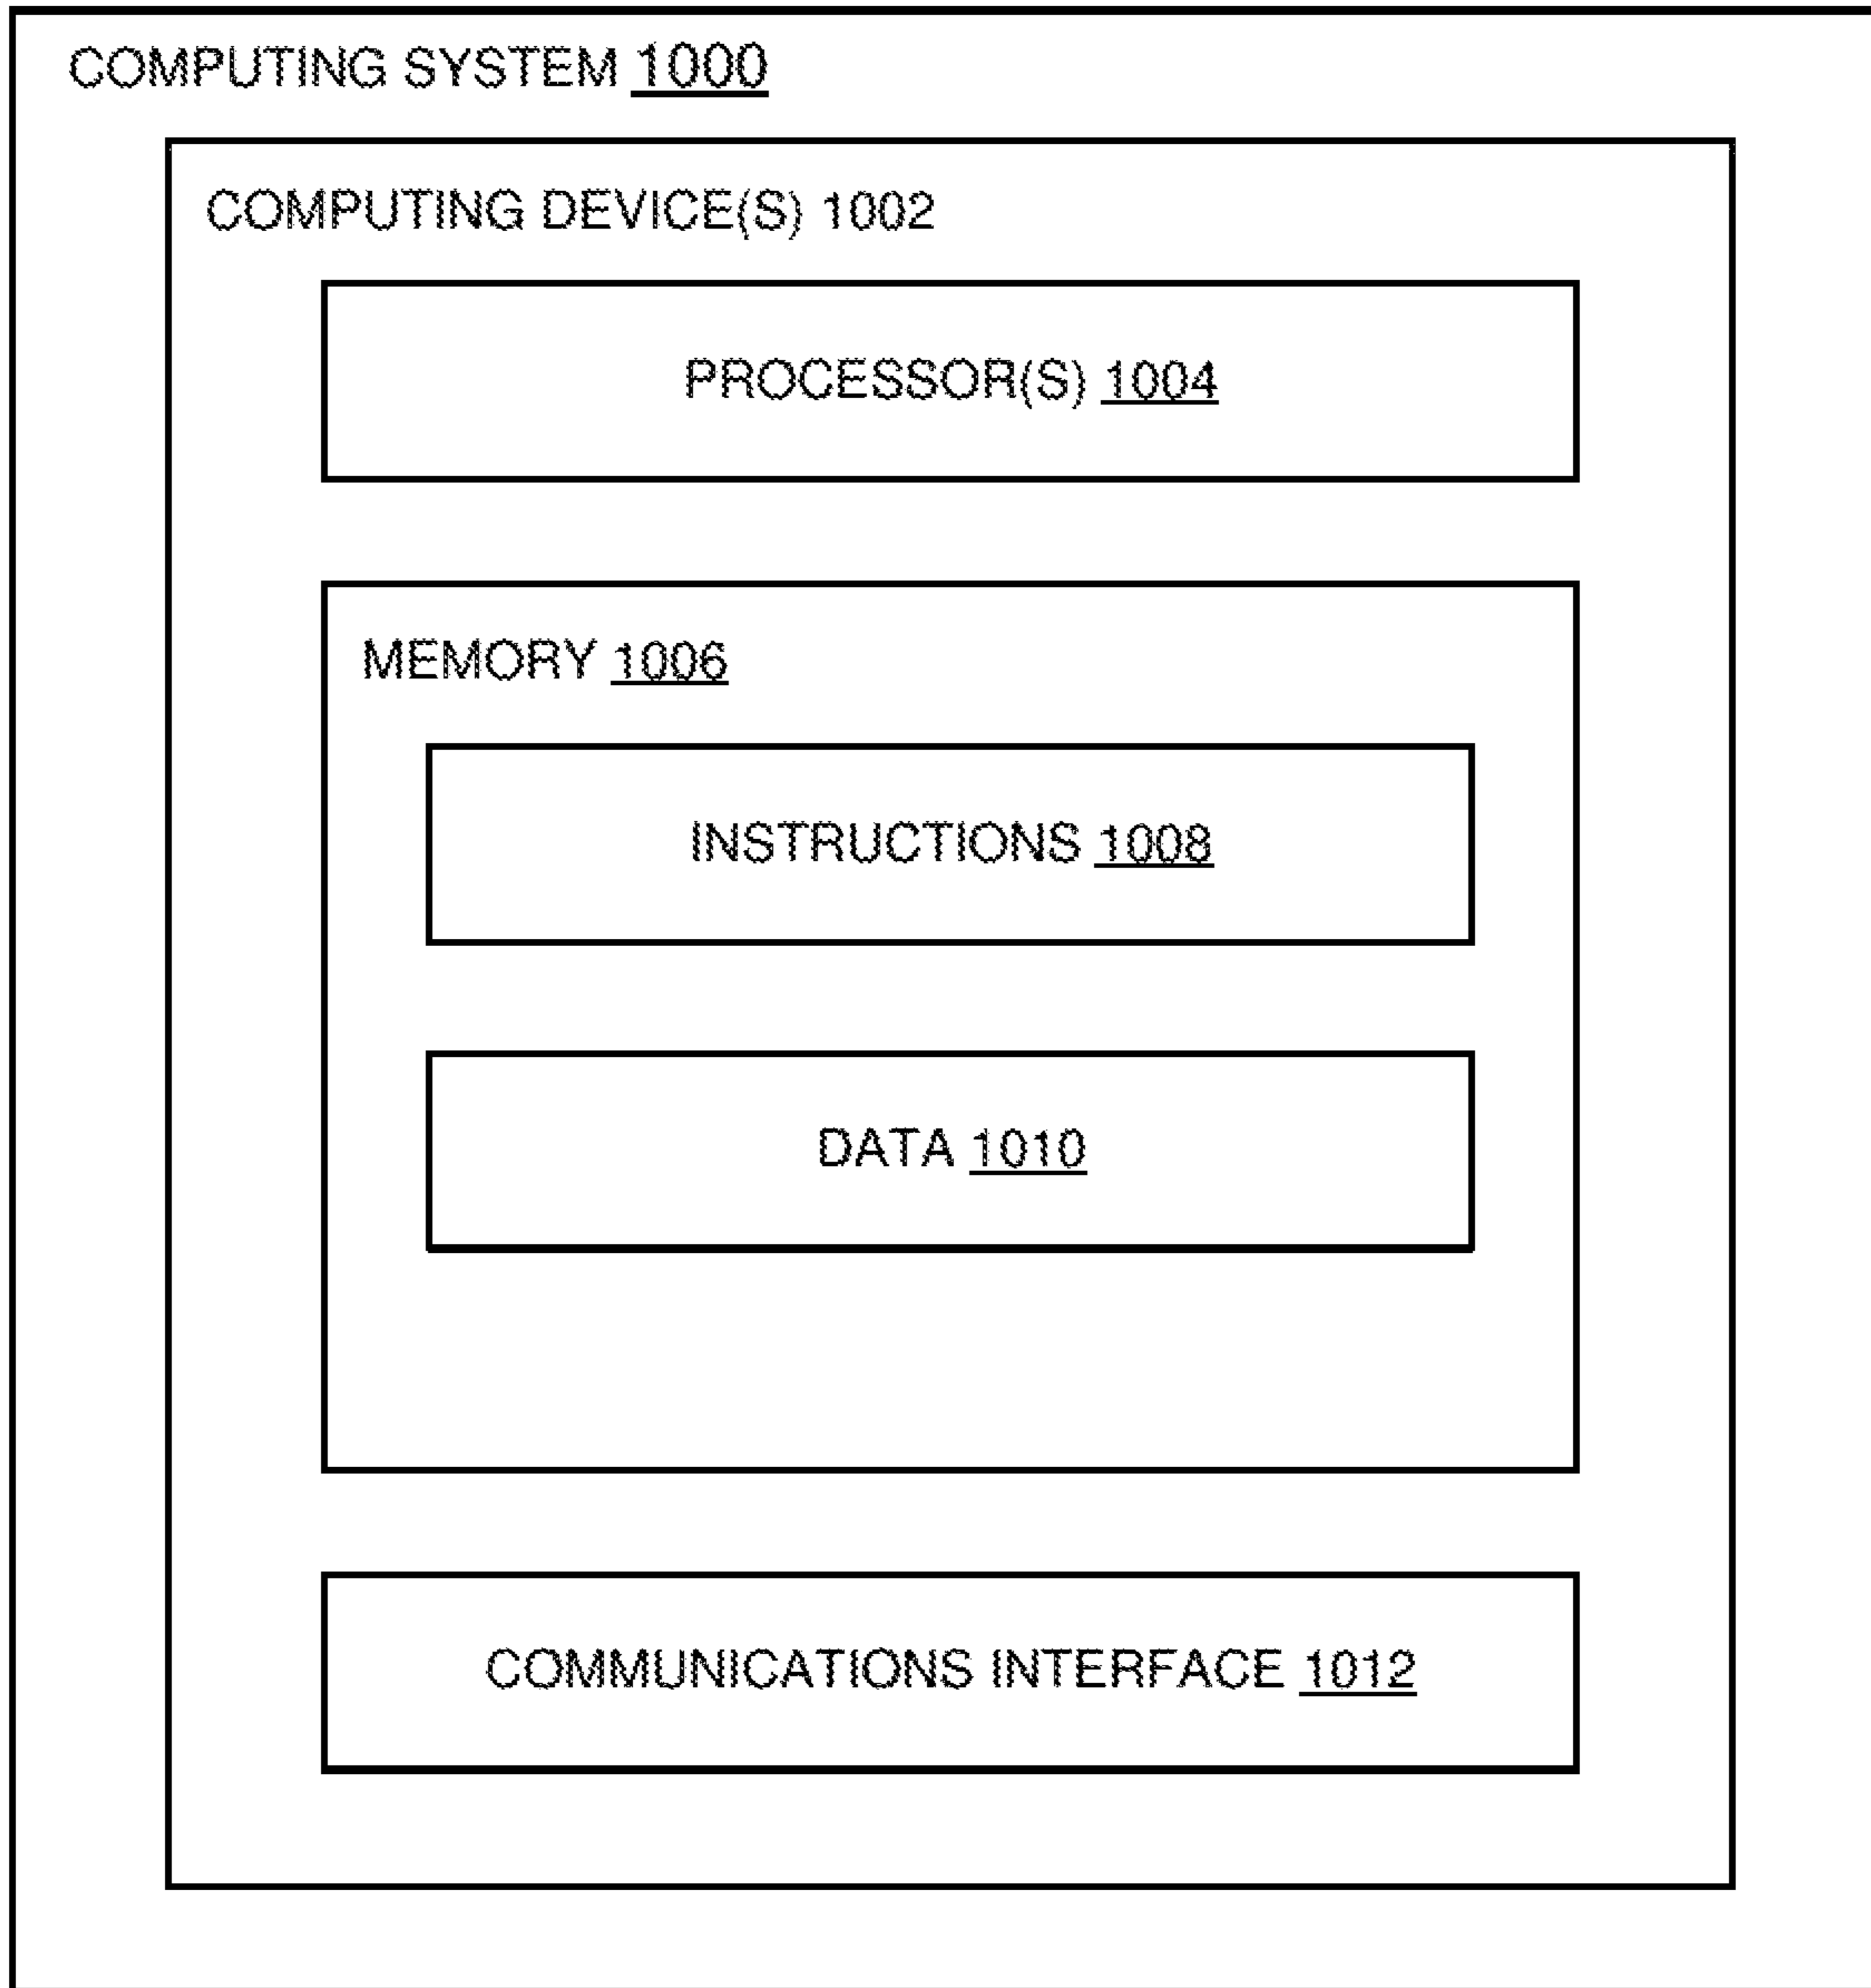 COMPUTING SYSTEM 1000
COMPUTING DEVICE(S) 1002
PROCESSOR(S) 1004
MEMORY 1006
INSTRUCTIONS 1008
DATA 1010
COMMUNICATIONS INTERFACE 1012